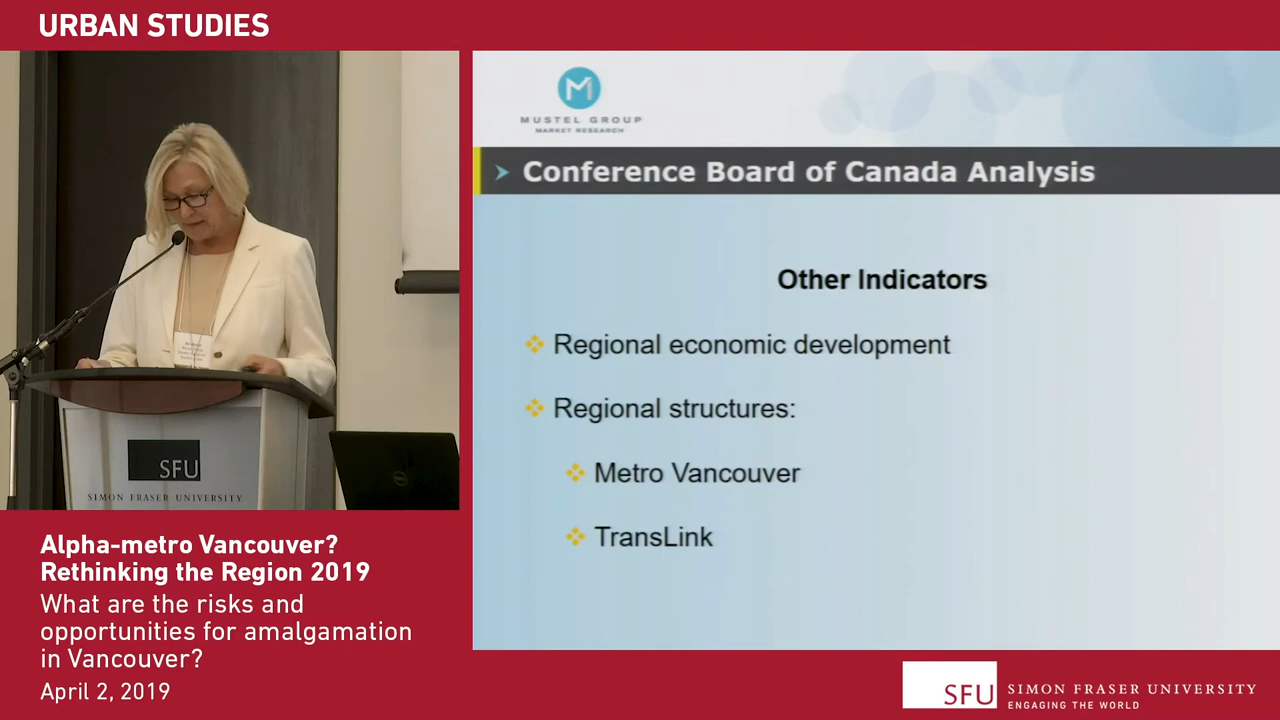 URBAN STUDIES
M
MUSTEL GROUP
MARKET RESEARCH
Conference Board of Canada Analysis
Other Indicators
Regional economic development
Regional structures:
Metro Vancouver
TransLink
SFU
SIMON FRASER UNIVERSITY
Alpha-metro Vancouver?
Rethinking the Region 2019
What are the risks and
opportunities for amalgamation
in Vancouver?
April 2, 2019
SFU
SIMON FRASER UNIVERSITY
ENGAGING THE WORLD